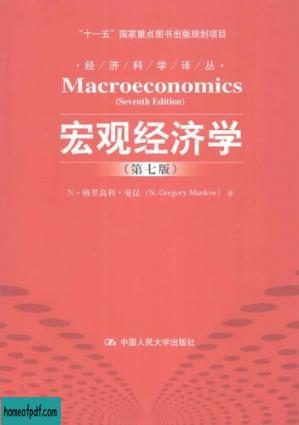 “十一五”国家重点图书出版规划项目
·经/济/科/学/译/丛·
Macroeconomics
(Seventh Edition)
宏观经济学
(第七版)
N·格里高利·曼昆（N. Gregory Mankiw）著
中国人民大学出版社
homeofpdf.com